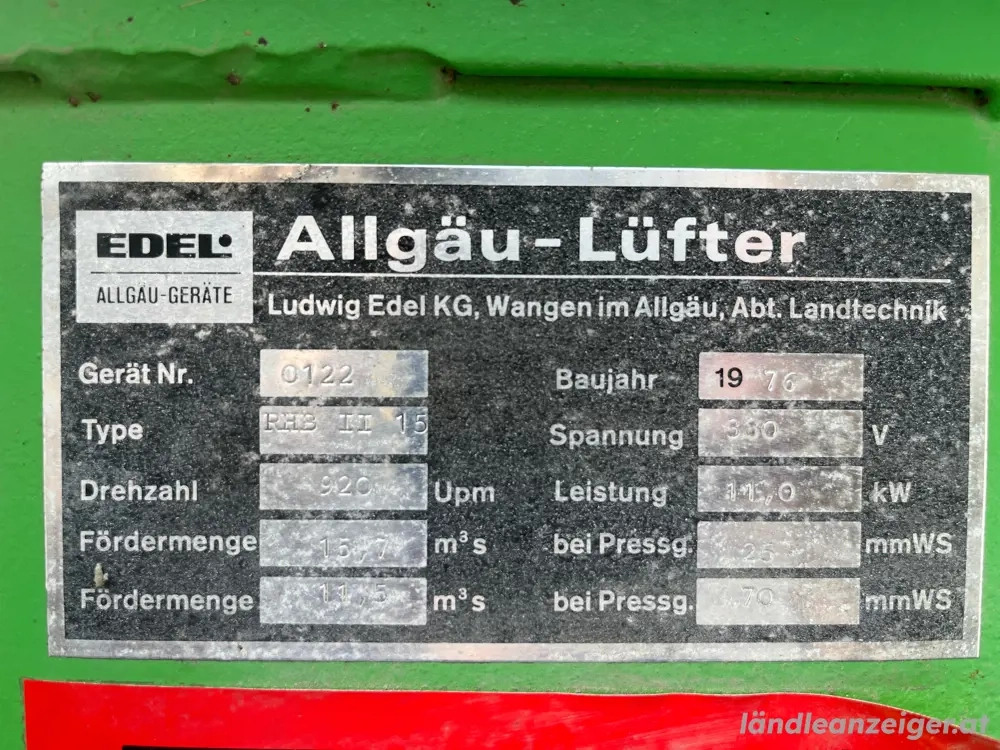 EDEL
ALLGÄU-GERÄTE
Allgäu-Lüfter
Ludwig Edel KG, Wangen im Allgäu, Abt. Landtechnik
Gerät Nr. 0122 Baujahr 19 76
Type RHB II 15 Spannung 380 V
Drehzahl 920 Upm Leistung 11,0 kW
Fördermenge 15,7 m³s bei Pressg. 25 mmWS
Fördermenge 11,5 m³s bei Pressg. 70 mmWS
ländleanzeiger.at